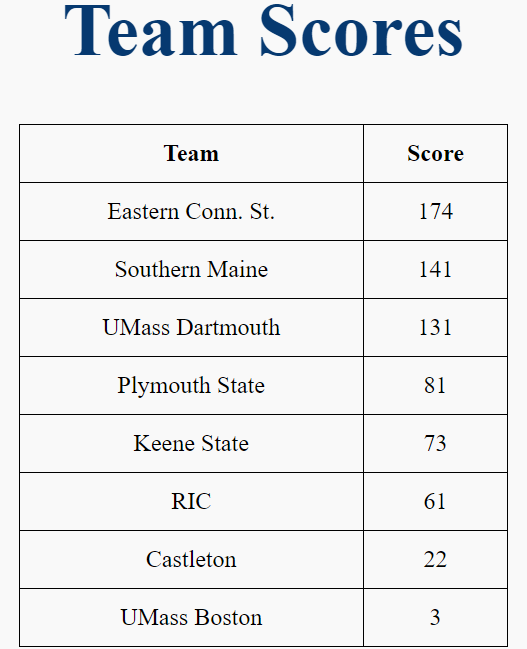 Team Scores
Team Score
Eastern Conn. St. 174
Southern Maine 141
UMass Dartmouth 131
Plymouth State 81
Keene State 73
RIC 61
Castleton 22
UMass Boston 3